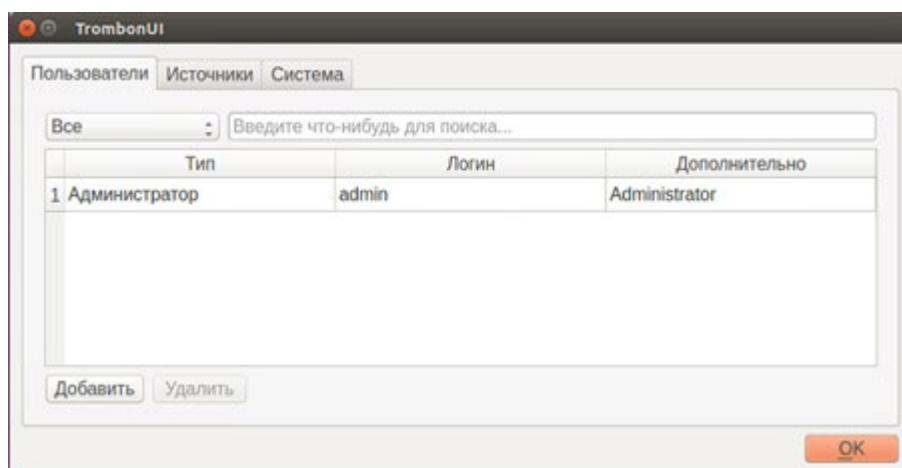 TrombonUI
Пользователи Источники Система
Все Введите что-нибудь для поиска...
Тип Логин Дополнительно
1 Администратор admin Administrator
Добавить Удалить
OK